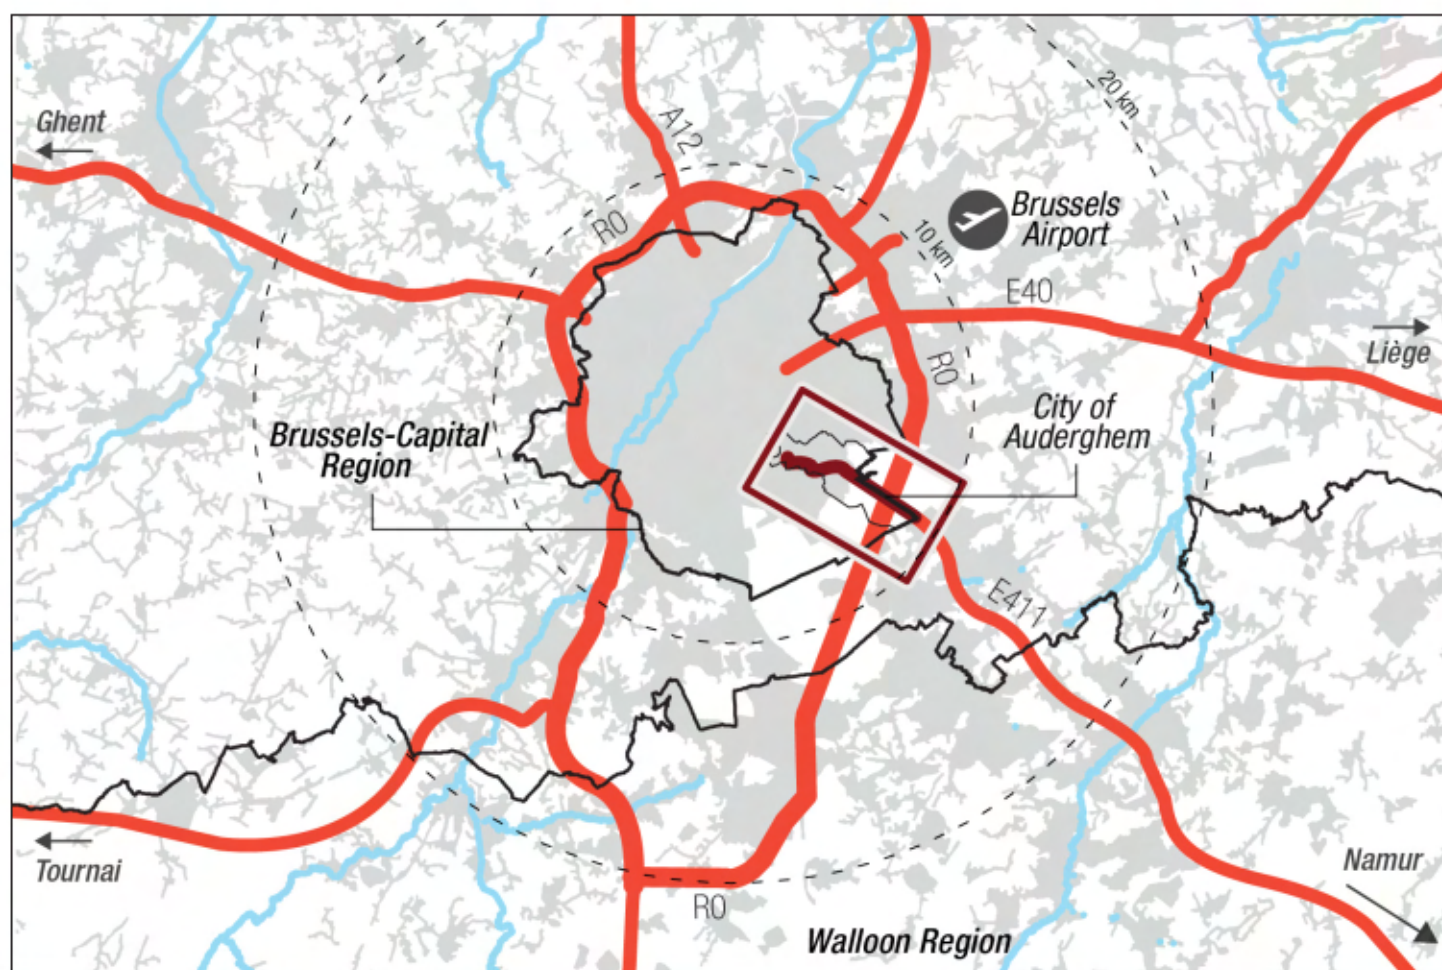 20 km
Ghent
A12
Brussels
Airport
R0
10 km
E40
Liège
R0
City of
Auderghem
Brussels-Capital
Region
E411
Tournai
Namur
R0
Walloon Region